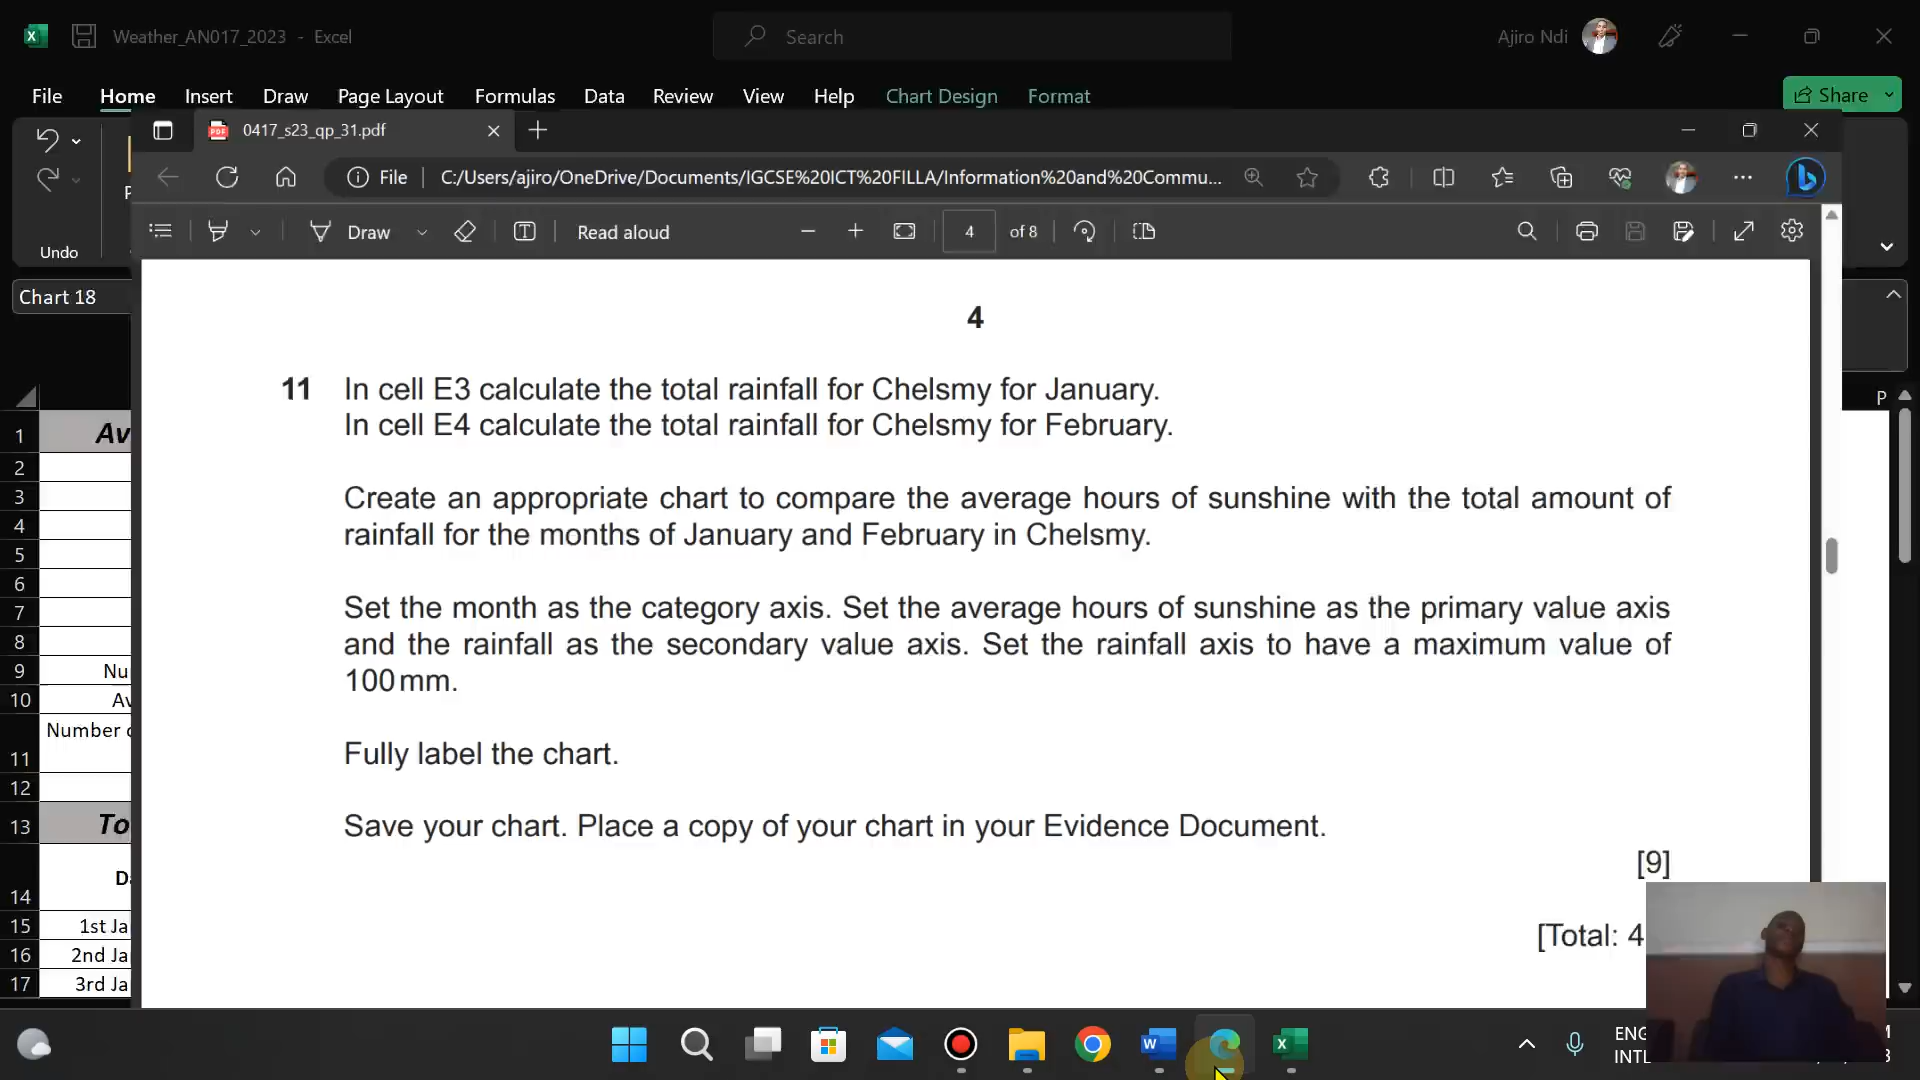 Weather_AN017_2023 - Excel
Search
Ajiro Ndi
File Home Insert Draw Page Layout Formulas Data Review View Help Chart Design Format
Share
0417_s23_qp_31.pdf
File C:/Users/ajiro/OneDrive/Documents/IGCSE%20ICT%20FILLA/Information%20and%20Commu...
Draw Read aloud 4 of 8
Undo
Chart 18
4
11 In cell E3 calculate the total rainfall for Chelsmy for January.
In cell E4 calculate the total rainfall for Chelsmy for February.
Create an appropriate chart to compare the average hours of sunshine with the total amount of
rainfall for the months of January and February in Chelsmy.
Set the month as the category axis. Set the average hours of sunshine as the primary value axis
and the rainfall as the secondary value axis. Set the rainfall axis to have a maximum value of
100 mm.
Fully label the chart.
Save your chart. Place a copy of your chart in your Evidence Document.
[9]
[Total: 4
P
1 Av
2
3
4
5
6
7
8
9 Nu
10 Av
11 Number
12
13 To
14 Da
15 1st Ja
16 2nd Ja
17 3rd Ja
ENG
INTL